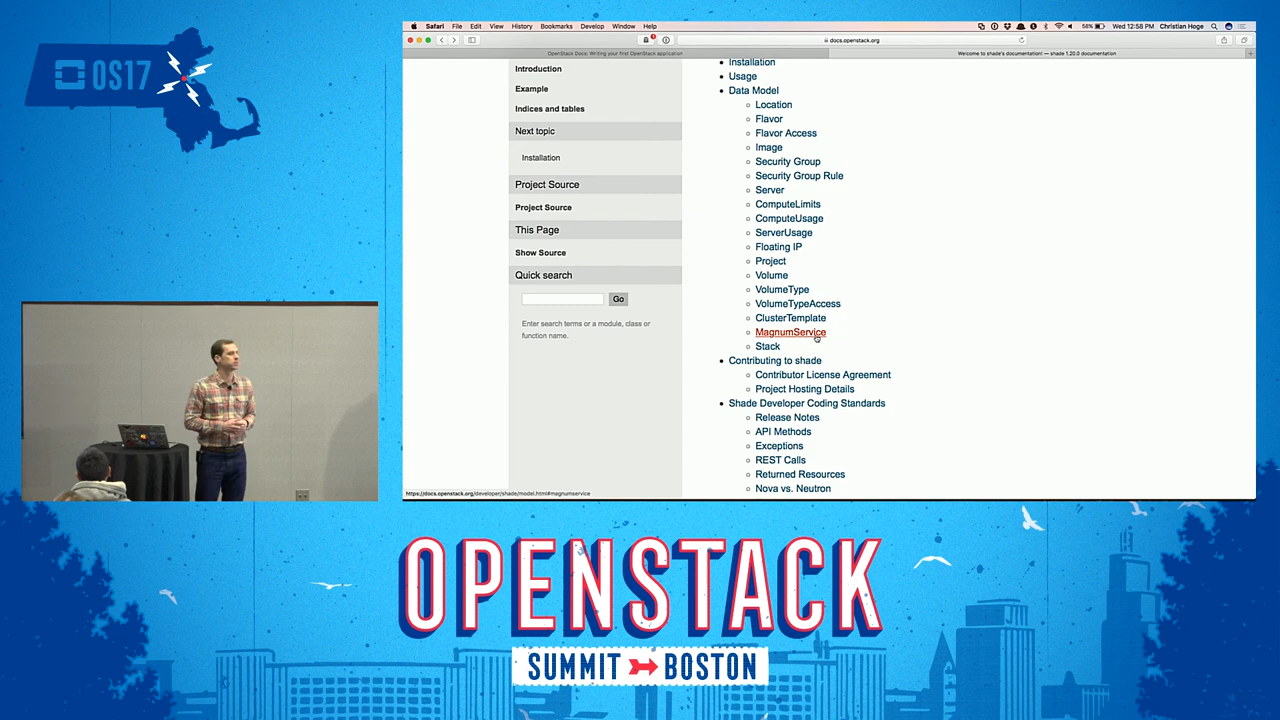 OS17
Safari File Edit View History Bookmarks Develop Window Help
58% Wed 12:58 PM Christian Hoge
docs.openstack.org
OpenStack Docs: Writing your first OpenStack application
Welcome to shade's documentation! — shade 1.20.0 documentation
Introduction
Example
Indices and tables
Next topic
Installation
Project Source
Project Source
This Page
Show Source
Quick search
Go
Enter search terms or a module, class or
function name.
Installation
Usage
Data Model
Location
Flavor
Flavor Access
Image
Security Group
Security Group Rule
Server
ComputeLimits
ComputeUsage
ServerUsage
Floating IP
Project
Volume
VolumeType
VolumeTypeAccess
ClusterTemplate
MagnumService
Stack
Contributing to shade
Contributor License Agreement
Project Hosting Details
Shade Developer Coding Standards
Release Notes
API Methods
Exceptions
REST Calls
Returned Resources
Nova vs. Neutron
https://docs.openstack.org/developer/shade/model.html#magnumservice
OPENSTACK
SUMMIT BOSTON